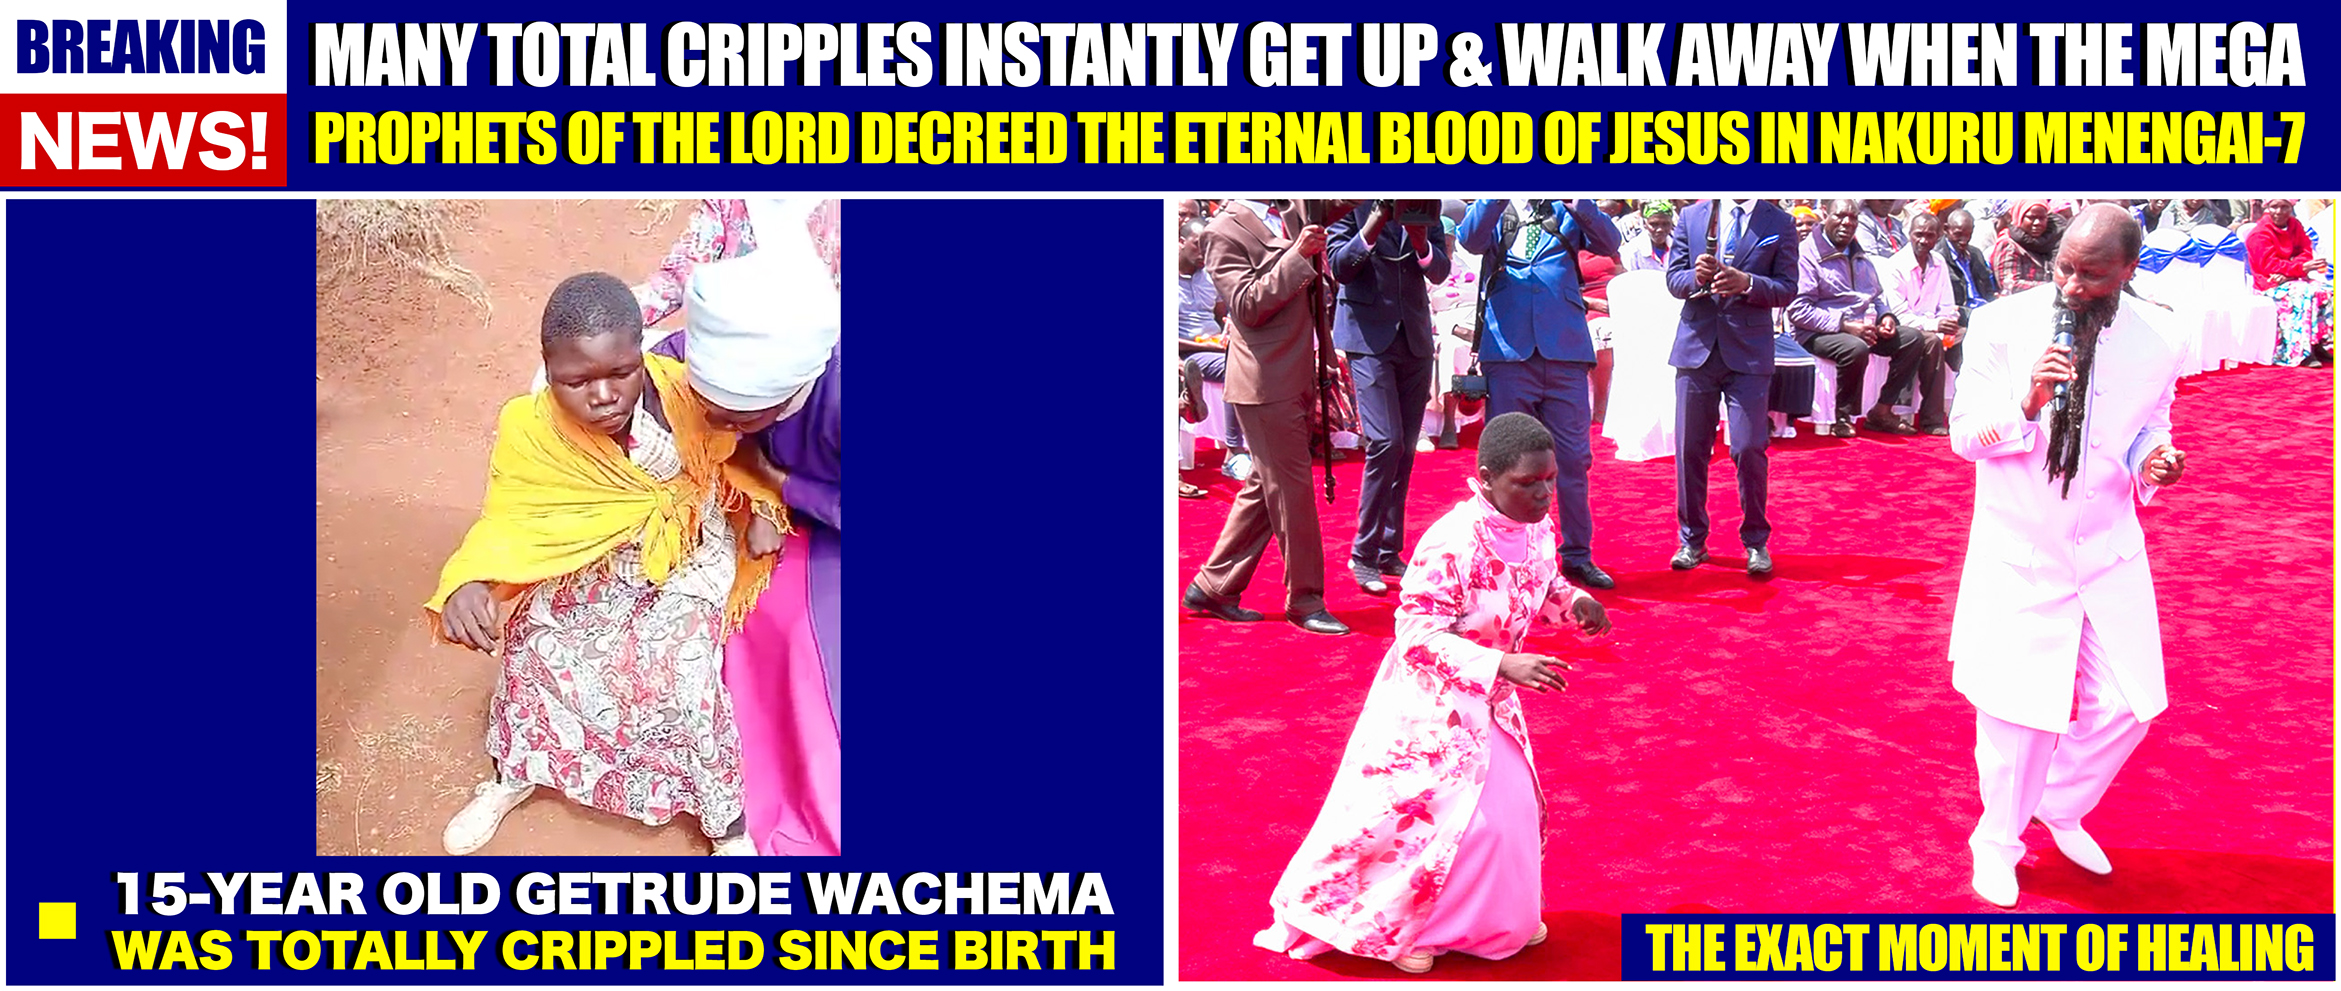 BREAKING
NEWS!
MANY TOTAL CRIPPLES INSTANTLY GET UP & WALK AWAY WHEN THE MEGA
PROPHETS OF THE LORD DECREED THE ETERNAL BLOOD OF JESUS IN NAKURU MENENGAI-7
15-YEAR OLD GETRUDE WACHEMA
WAS TOTALLY CRIPPLED SINCE BIRTH
THE EXACT MOMENT OF HEALING